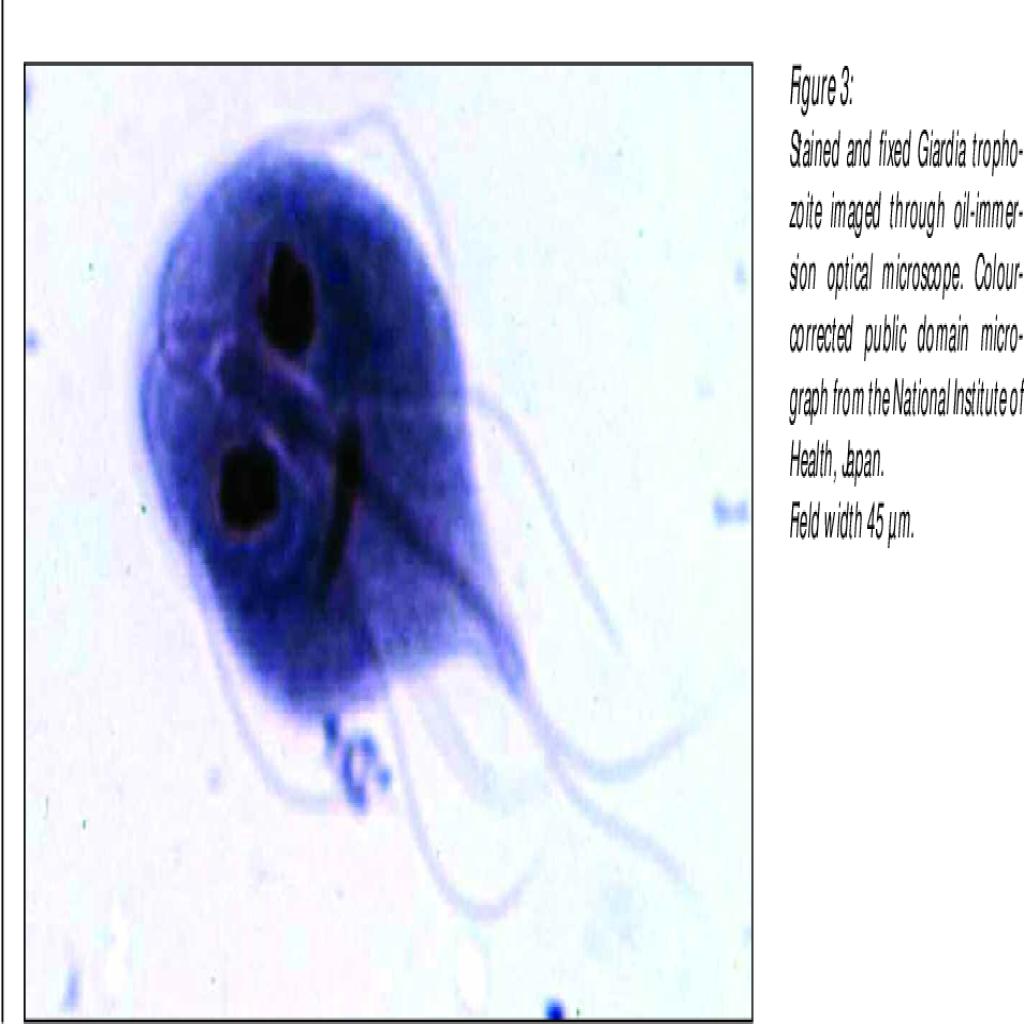 Figure 3:
Stained and fixed Giardia tropho-
zoite imaged through oil-immer-
sion optical microscope. Colour-
corrected public domain micro-
graph from the National Institute of
Health, Japan.
Field width 45 µm.